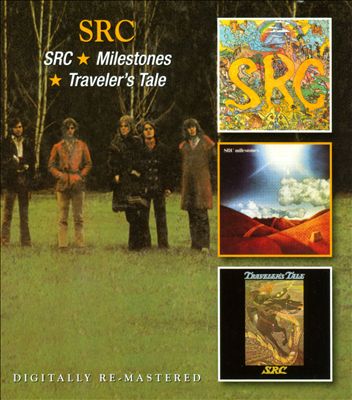 SRC
SRC ★ Milestones
★ Traveler's Tale
SRC
SRC milestones
TRAVELER'S TALE
SRC
DIGITALLY RE-MASTERED